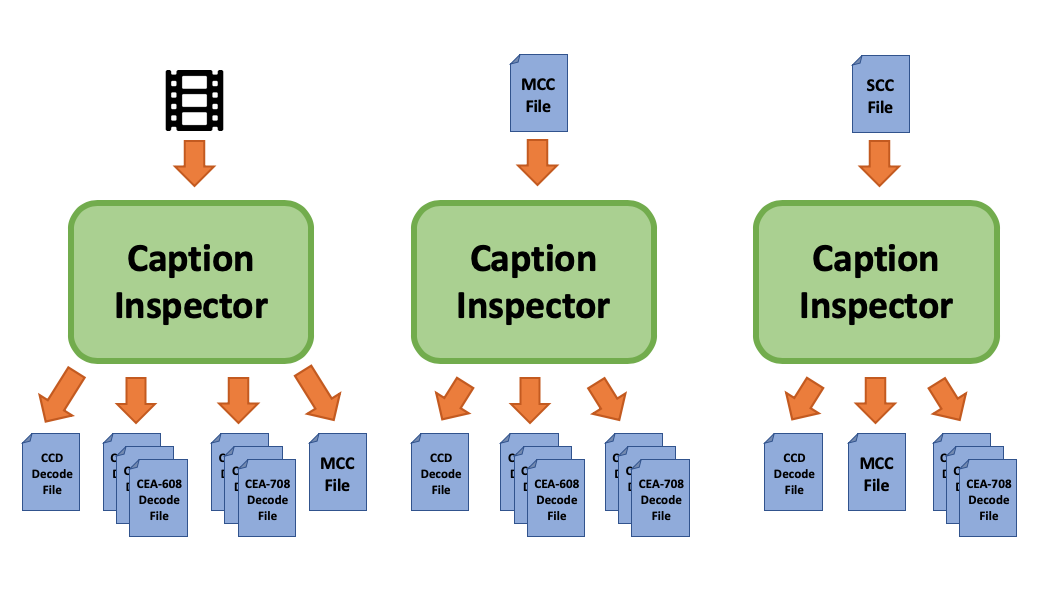 MCC
File
SCC
File
Caption
Inspector
Caption
Inspector
Caption
Inspector
CCD
Decode
File
CEA-608
Decode
File
CEA-708
Decode
File
MCC
File
CCD
Decode
File
CEA-608
Decode
File
CEA-708
Decode
File
CCD
Decode
File
MCC
File
CEA-708
Decode
File